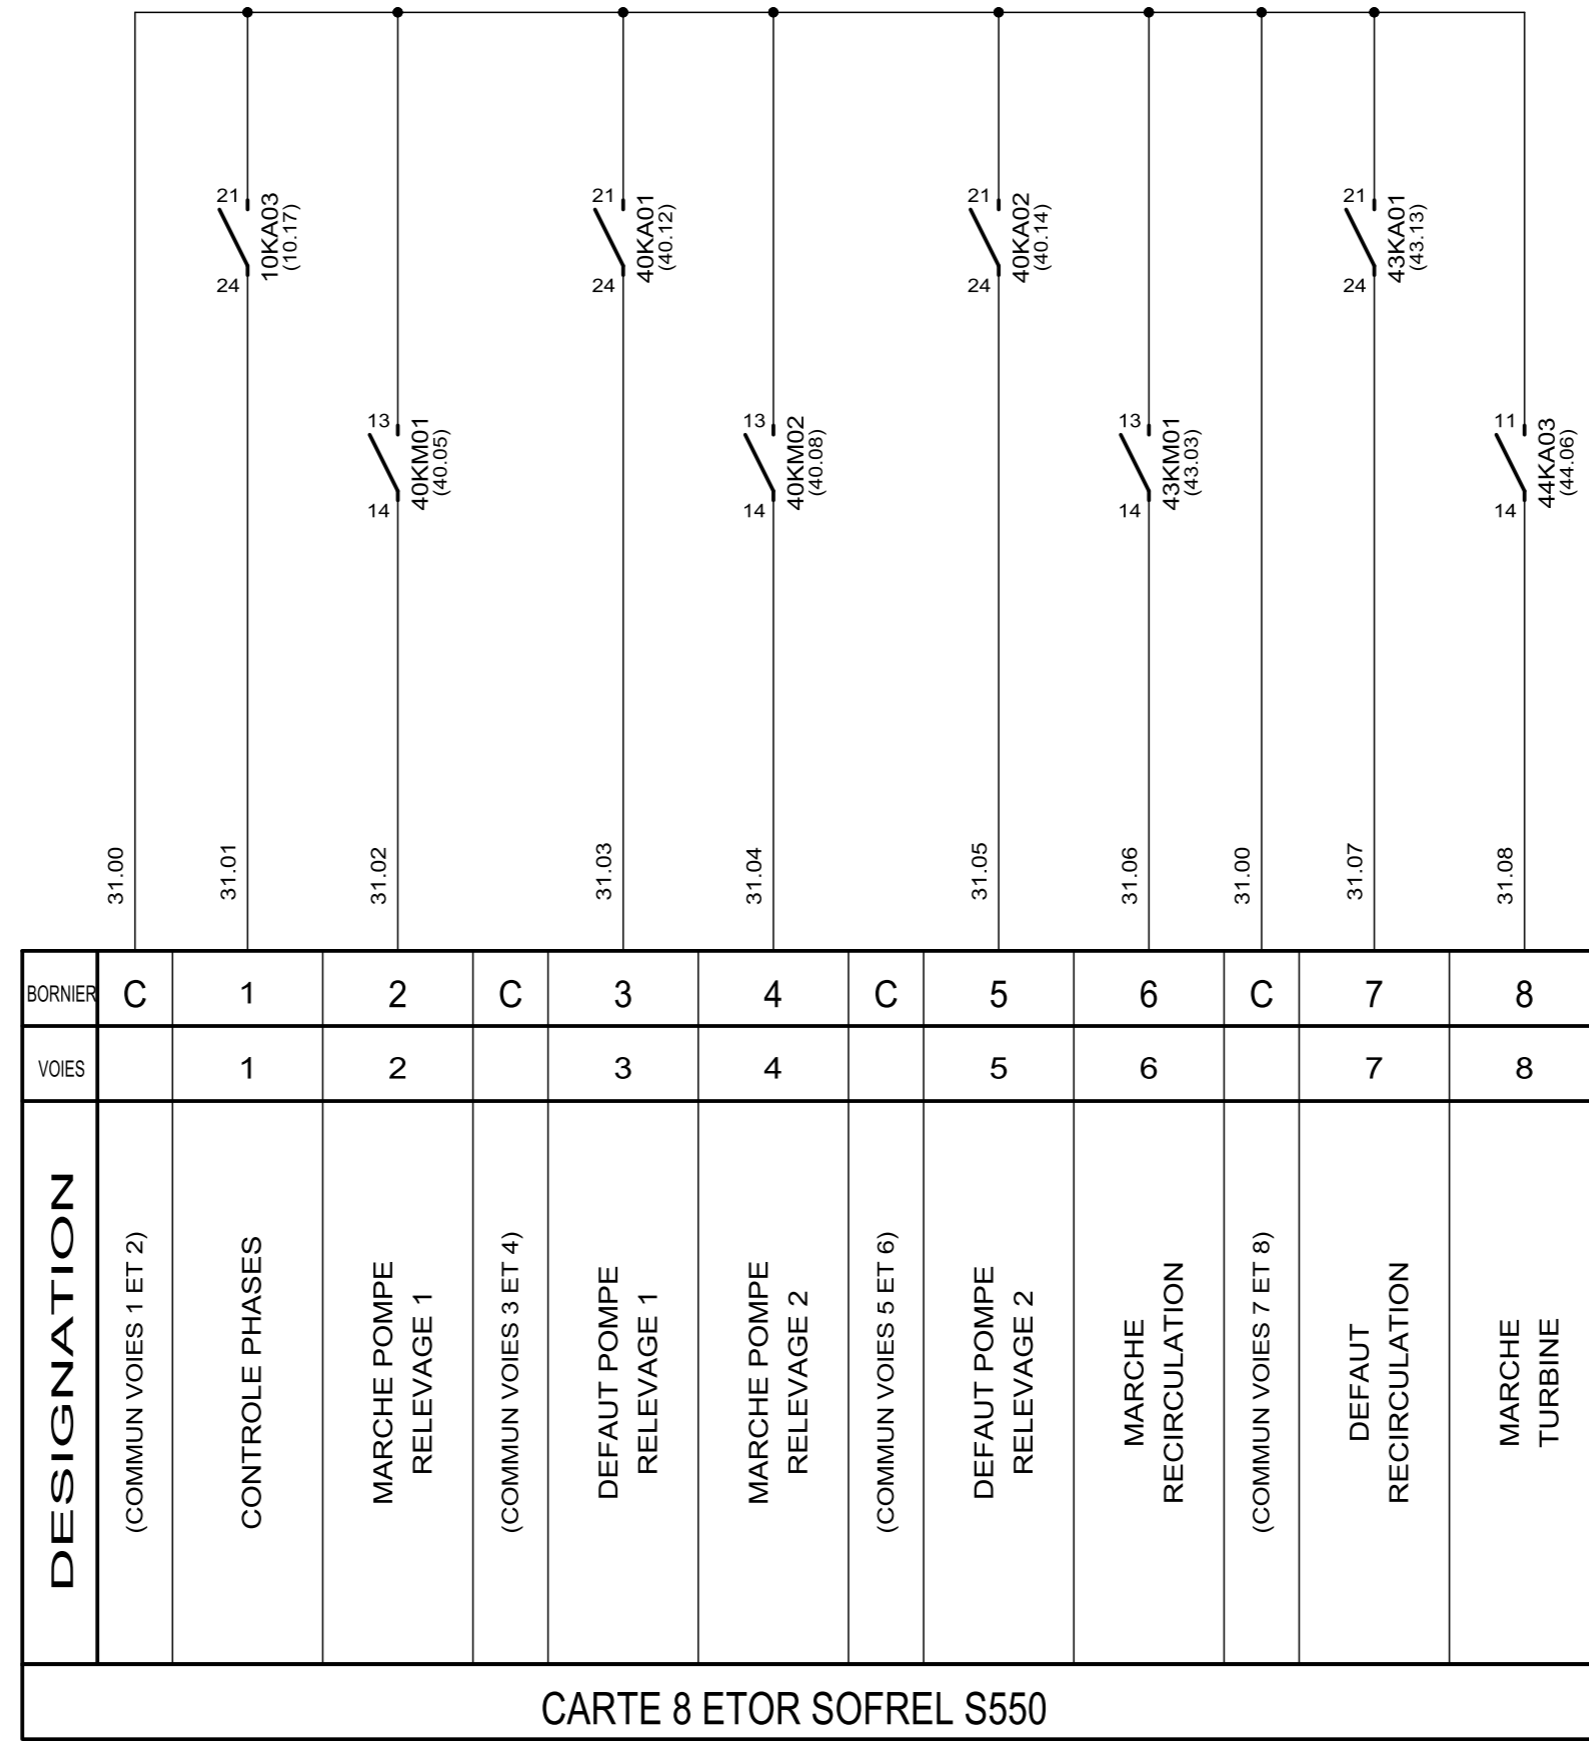 21
10KA03
(10.17)
24
21
40KA01
(40.12)
24
21
40KA02
(40.14)
24
21
43KA01
(43.13)
24
13
40KM01
(40.05)
14
13
40KM02
(40.08)
14
13
43KM01
(43.03)
14
11
44KA03
(44.06)
14
31.00
31.01
31.02
31.03
31.04
31.05
31.06
31.00
31.07
31.08
BORNIER C 1 2 C 3 4 C 5 6 C 7 8
VOIES 1 2 3 4 5 6 7 8
DESIGNATION
(COMMUN VOIES 1 ET 2)
CONTROLE PHASES
MARCHE POMPE
RELEVAGE 1
(COMMUN VOIES 3 ET 4)
DEFAUT POMPE
RELEVAGE 1
MARCHE POMPE
RELEVAGE 2
(COMMUN VOIES 5 ET 6)
DEFAUT POMPE
RELEVAGE 2
MARCHE
RECIRCULATION
(COMMUN VOIES 7 ET 8)
DEFAUT
RECIRCULATION
MARCHE
TURBINE
CARTE 8 ETOR SOFREL S550